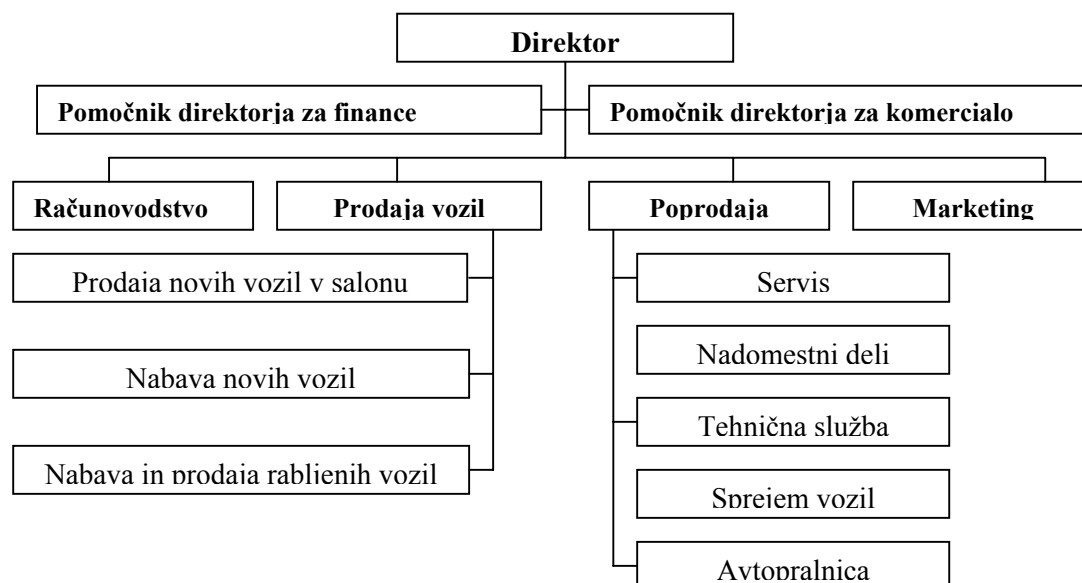 Direktor
Pomočnik direktorja za finance
Pomočnik direktorja za komercialo
Računovodstvo
Prodaja vozil
Poprodaja
Marketing
Prodaja novih vozil v salonu
Nabava novih vozil
Nabava in prodaja rabljenih vozil
Servis
Nadomestni deli
Tehnična služba
Sprejem vozil
Avtopralnica